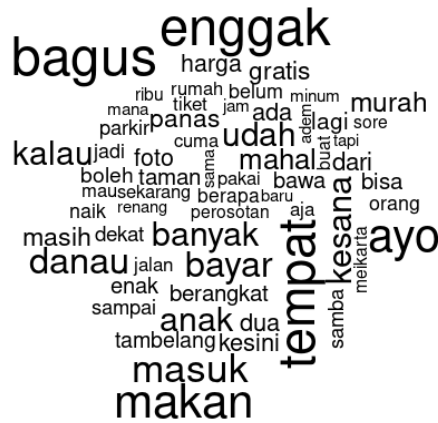 enggak
bagus
harga
gratis
ribu
rumah
belum
minum
mana
tiket
jam
ada
adem
lagi
murah
parkir
panas
udah
sore
kalau
jadi
foto
cuma
sama
mahal
buat
tapi
dari
boleh
taman
pakai
bawa
kesana
bisa
mau
sekarang
berapa
baru
naik
renang
perosotan
aja
orang
masih
dekat
banyak
tempat
ayo
danau
jalan
bayar
meikarta
enak
berangkat
sampai
anak
dua
samba
tambelang
kesini
masuk
makan